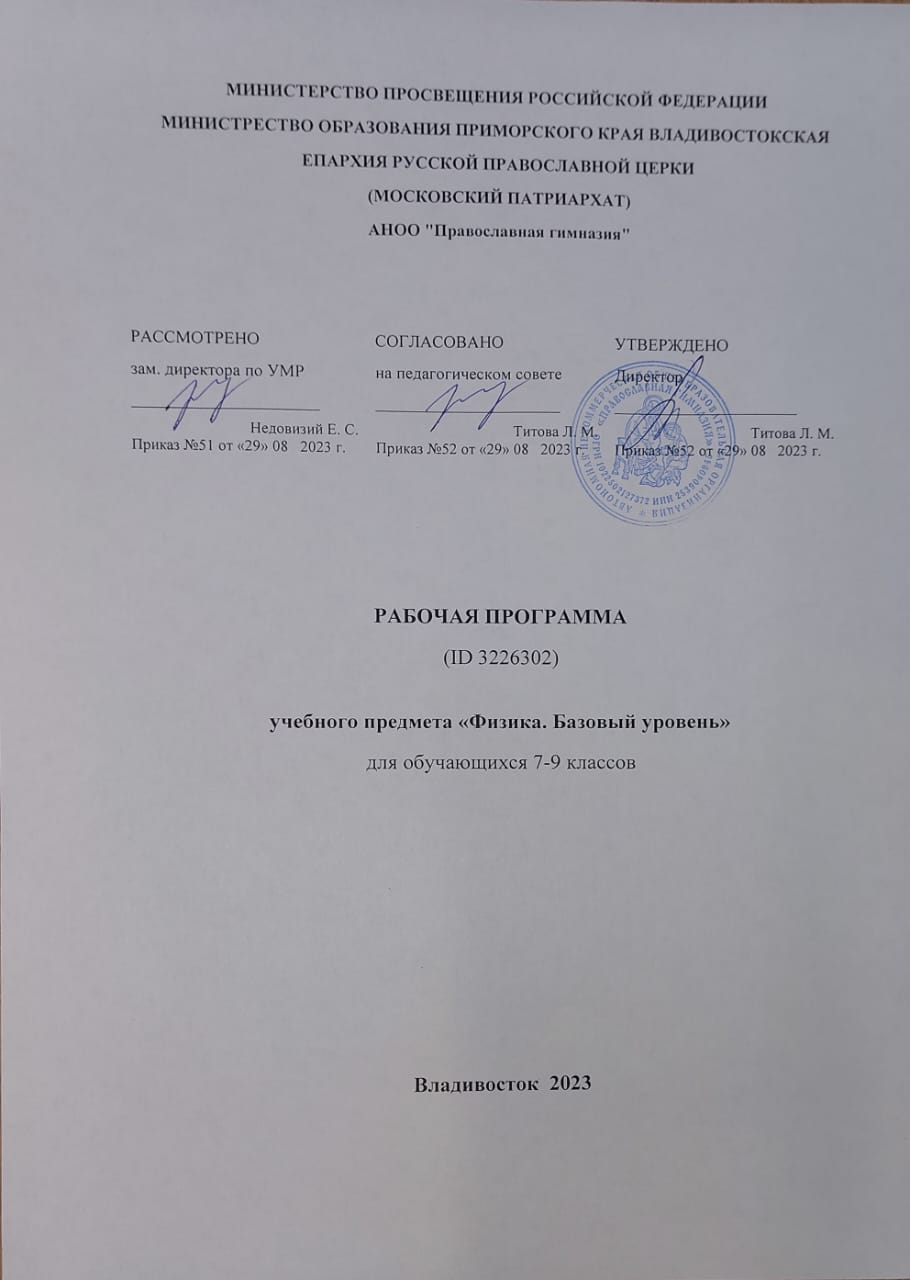 МИНИСТЕРСТВО ПРОСВЕЩЕНИЯ РОССИЙСКОЙ ФЕДЕРАЦИИ
МИНИСТРЕСТВО ОБРАЗОВАНИЯ ПРИМОРСКОГО КРАЯ ВЛАДИВОСТОКСКАЯ
ЕПАРХИЯ РУССКОЙ ПРАВОСЛАВНОЙ ЦЕРКИ
(МОСКОВСКИЙ ПАТРИАРХАТ)
АНОО "Православная гимназия"
РАССМОТРЕНО
зам. директора по УМР
Недовизий Е. С.
Приказ №51 от «29» 08 2023 г.
СОГЛАСОВАНО
на педагогическом совете
Титова Л. М.
Приказ №52 от «29» 08 2023 г.
УТВЕРЖДЕНО
Директор
Титова Л. М.
Приказ №52 от «29» 08 2023 г.
«ПРАВОСЛАВНАЯ ГИМНАЗИЯ»
РАБОЧАЯ ПРОГРАММА
(ID 3226302)
учебного предмета «Физика. Базовый уровень»
для обучающихся 7-9 классов
Владивосток 2023